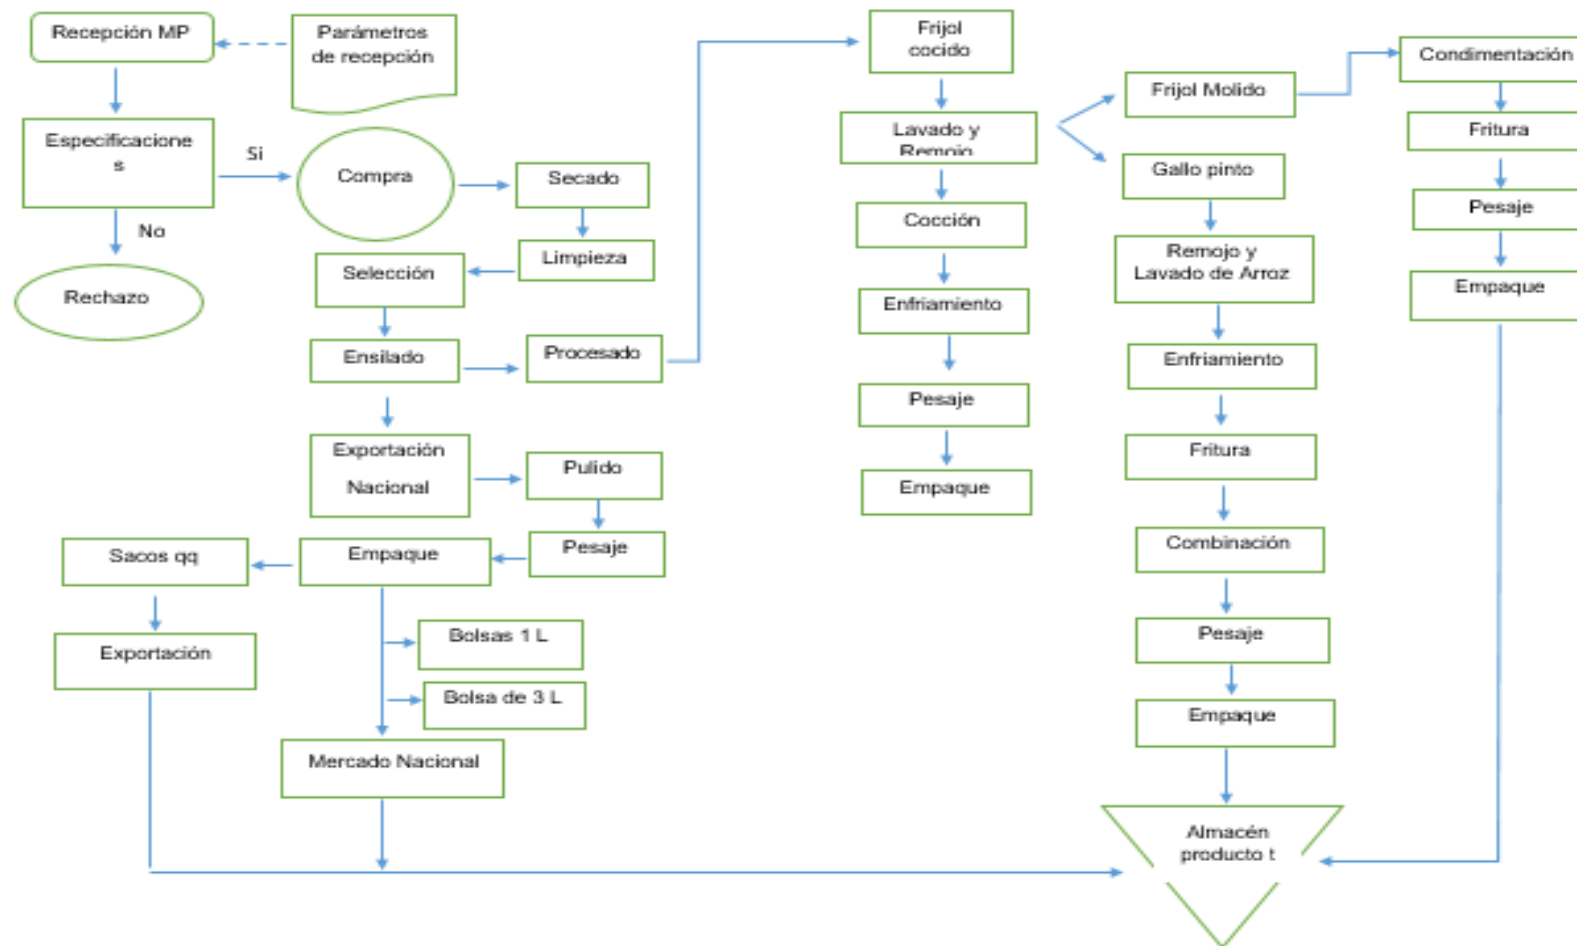 Recepción MP
Parámetros
de recepción
Especificacione
s
Si
No
Rechazo
Compra
Secado
Limpieza
Selección
Ensilado
Procesado
Exportación
Nacional
Pulido
Pesaje
Empaque
Sacos qq
Exportación
Bolsas 1 L
Bolsa de 3 L
Mercado Nacional
Frijol
cocido
Lavado y
Remojo
Cocción
Enfriamiento
Pesaje
Empaque
Frijol Molido
Gallo pinto
Remojo y
Lavado de Arroz
Enfriamiento
Fritura
Combinación
Pesaje
Empaque
Almacén
producto t
Condimentación
Fritura
Pesaje
Empaque